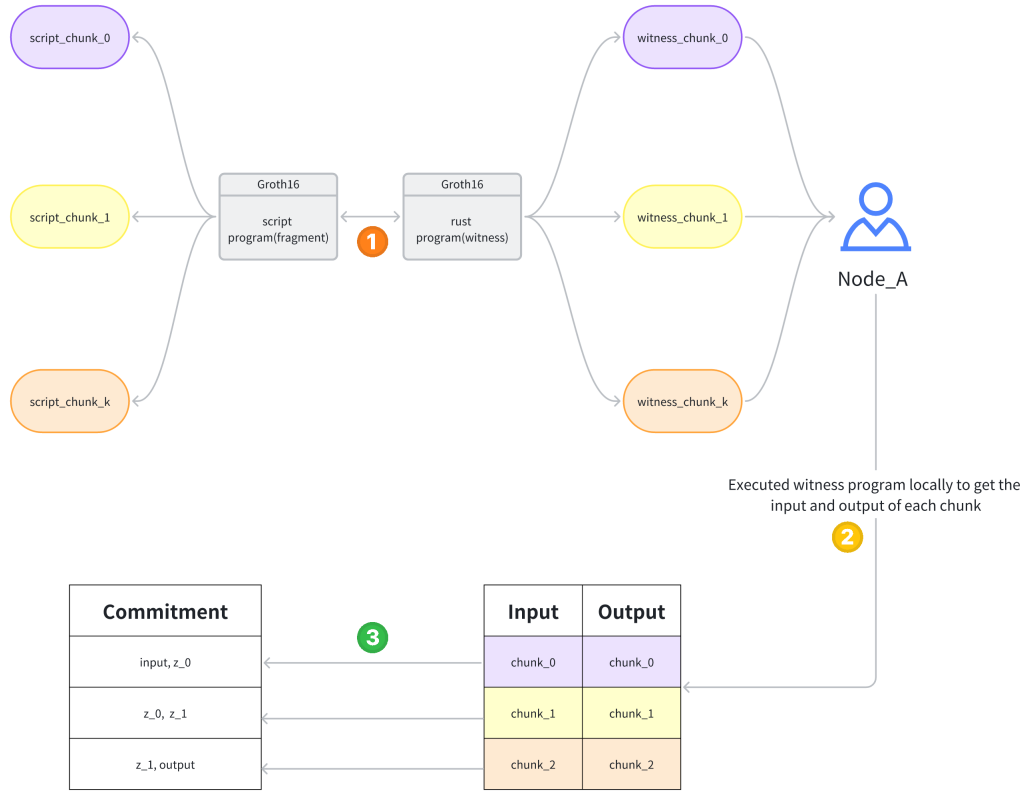 script_chunk_0
witness_chunk_0
Groth16
script
program(fragment)
1
Groth16
rust
program(witness)
script_chunk_1
witness_chunk_1
Node_A
script_chunk_k
witness_chunk_k
Executed witness program locally to get the
input and output of each chunk
2
Commitment
input, z_0
z_0, z_1
z_1, output
3
Input Output
chunk_0 chunk_0
chunk_1 chunk_1
chunk_2 chunk_2